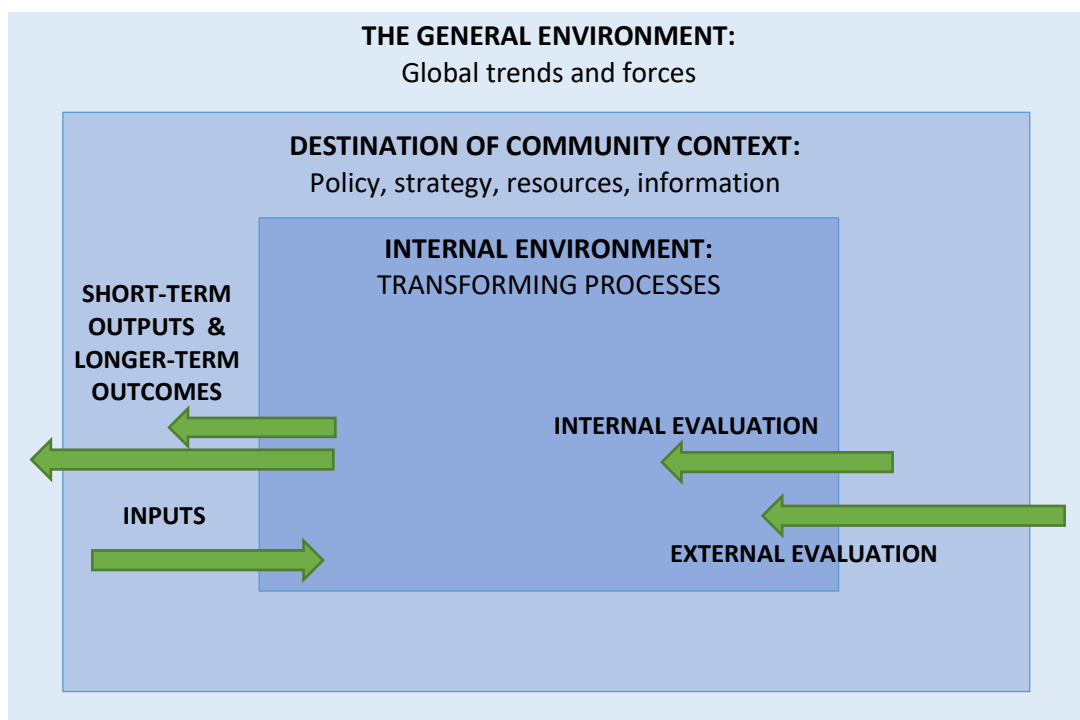 THE GENERAL ENVIRONMENT:
Global trends and forces
DESTINATION OF COMMUNITY CONTEXT:
Policy, strategy, resources, information
INTERNAL ENVIRONMENT:
TRANSFORMING PROCESSES
SHORT-TERM
OUTPUTS &
LONGER-TERM
OUTCOMES
INTERNAL EVALUATION
INPUTS
EXTERNAL EVALUATION